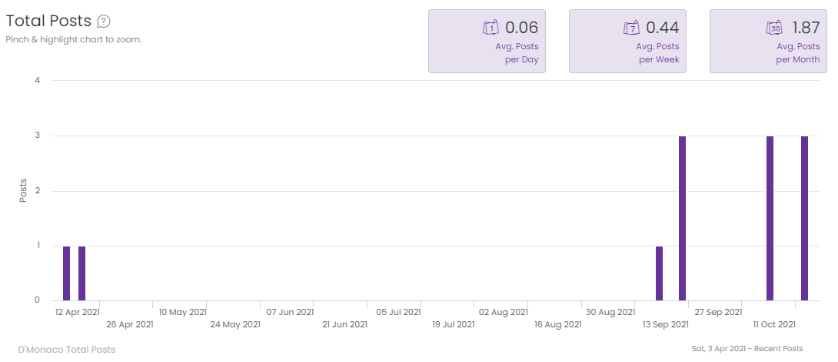 Total Posts ?
Pinch & highlight chart to zoom.
1 0.06
Avg. Posts
per Day
7 0.44
Avg. Posts
per Week
30 1.87
Avg. Posts
per Month
4
3
2
1
0
Posts
12 Apr 2021 10 May 2021 07 Jun 2021 05 Jul 2021 02 Aug 2021 30 Aug 2021 27 Sep 2021
26 Apr 2021 24 May 2021 21 Jun 2021 19 Jul 2021 16 Aug 2021 13 Sep 2021 11 Oct 2021
D'Monaco Total Posts
Sat, 3 Apr 2021 - Recent Posts